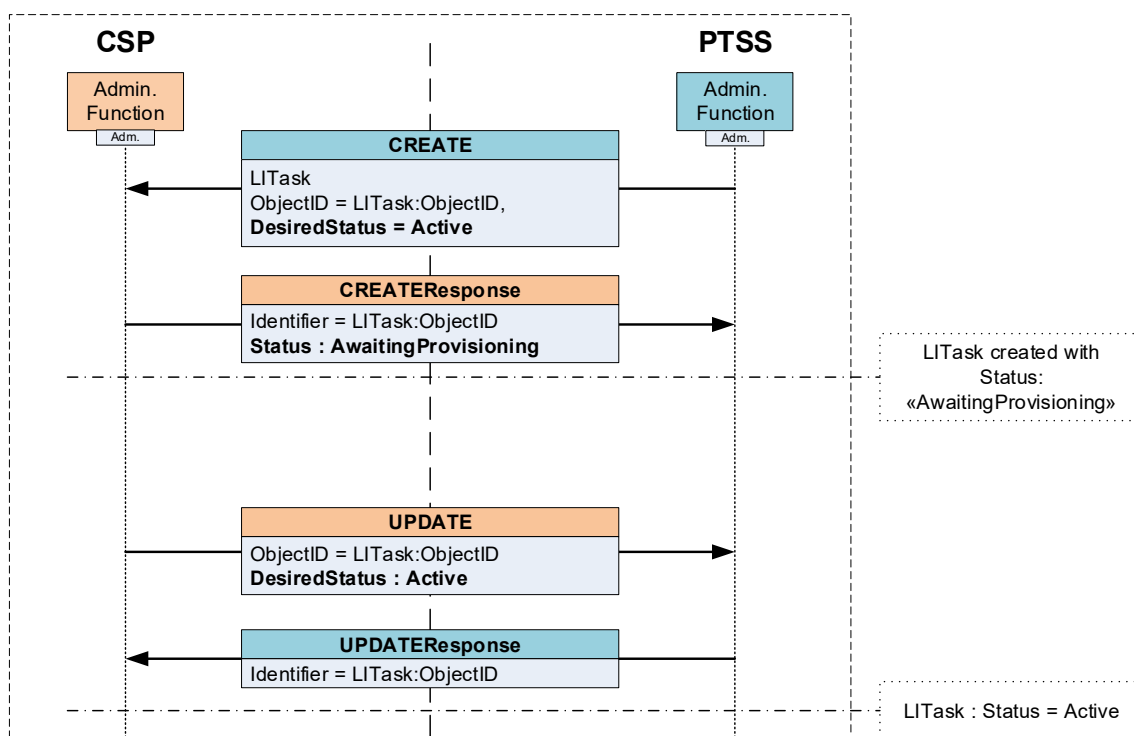 CSP
PTSS
Admin.
Function
Adm.
Admin.
Function
Adm.
CREATE
LITask
ObjectID = LITask:ObjectID,
DesiredStatus = Active
CREATEResponse
Identifier = LITask:ObjectID
Status : AwaitingProvisioning
LITask created with
Status:
«AwaitingProvisioning»
UPDATE
ObjectID = LITask:ObjectID
DesiredStatus : Active
UPDATEResponse
Identifier = LITask:ObjectID
LITask : Status = Active